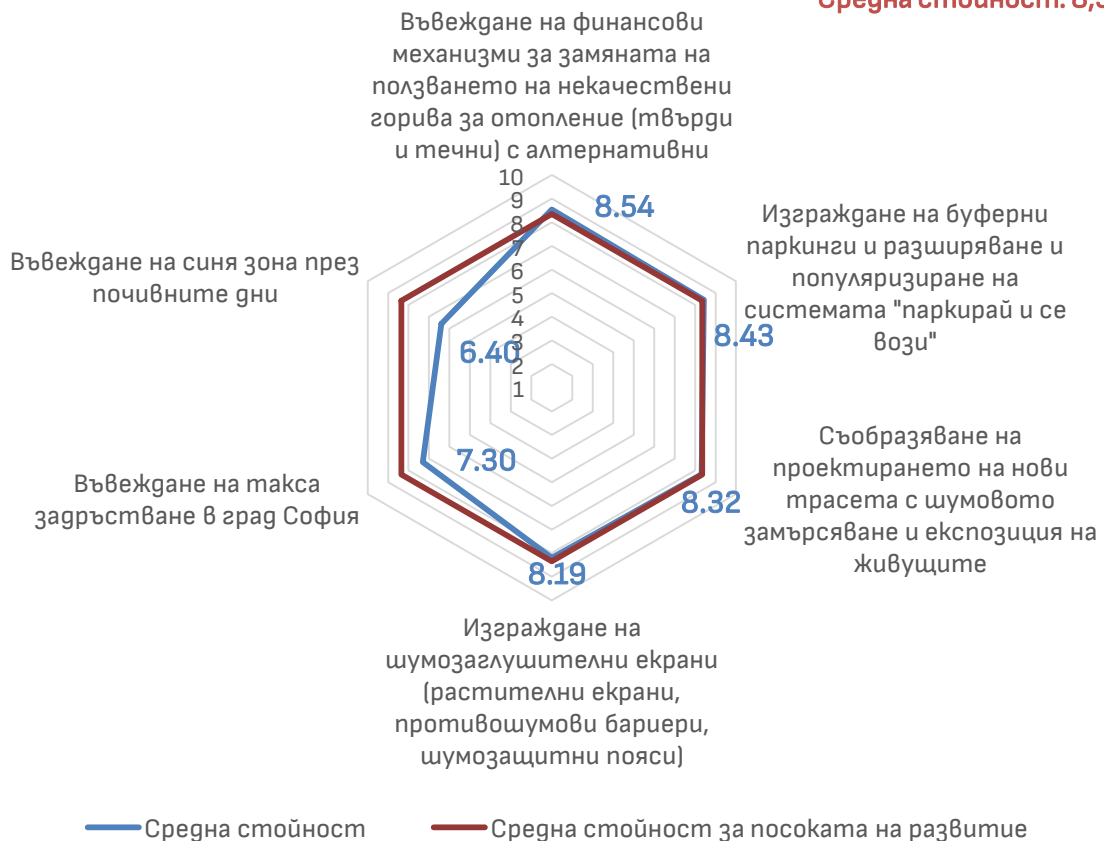 Средна стойност: 8,
Въвеждане на финансови
механизми за замяната на
ползването на некачествени
горива за отопление (твърди
и течни) с алтернативни
10
9
8
7
6
5
4
3
2
1
8.54
Изграждане на буферни
паркинги и разширяване и
популяризиране на
системата "паркирай и се
вози"
8.43
Съобразяване на
проектирането на нови
трасета с шумовото
замърсяване и експозиция на
живущите
8.32
8.19
Изграждане на
шумозаглушителни екрани
(растителни екрани,
противошумови бариери,
шумозащитни пояси)
7.30
Въвеждане на такса
задръстване в град София
6.40
Въвеждане на синя зона през
почивните дни
Средна стойност
Средна стойност за посоката на развитие